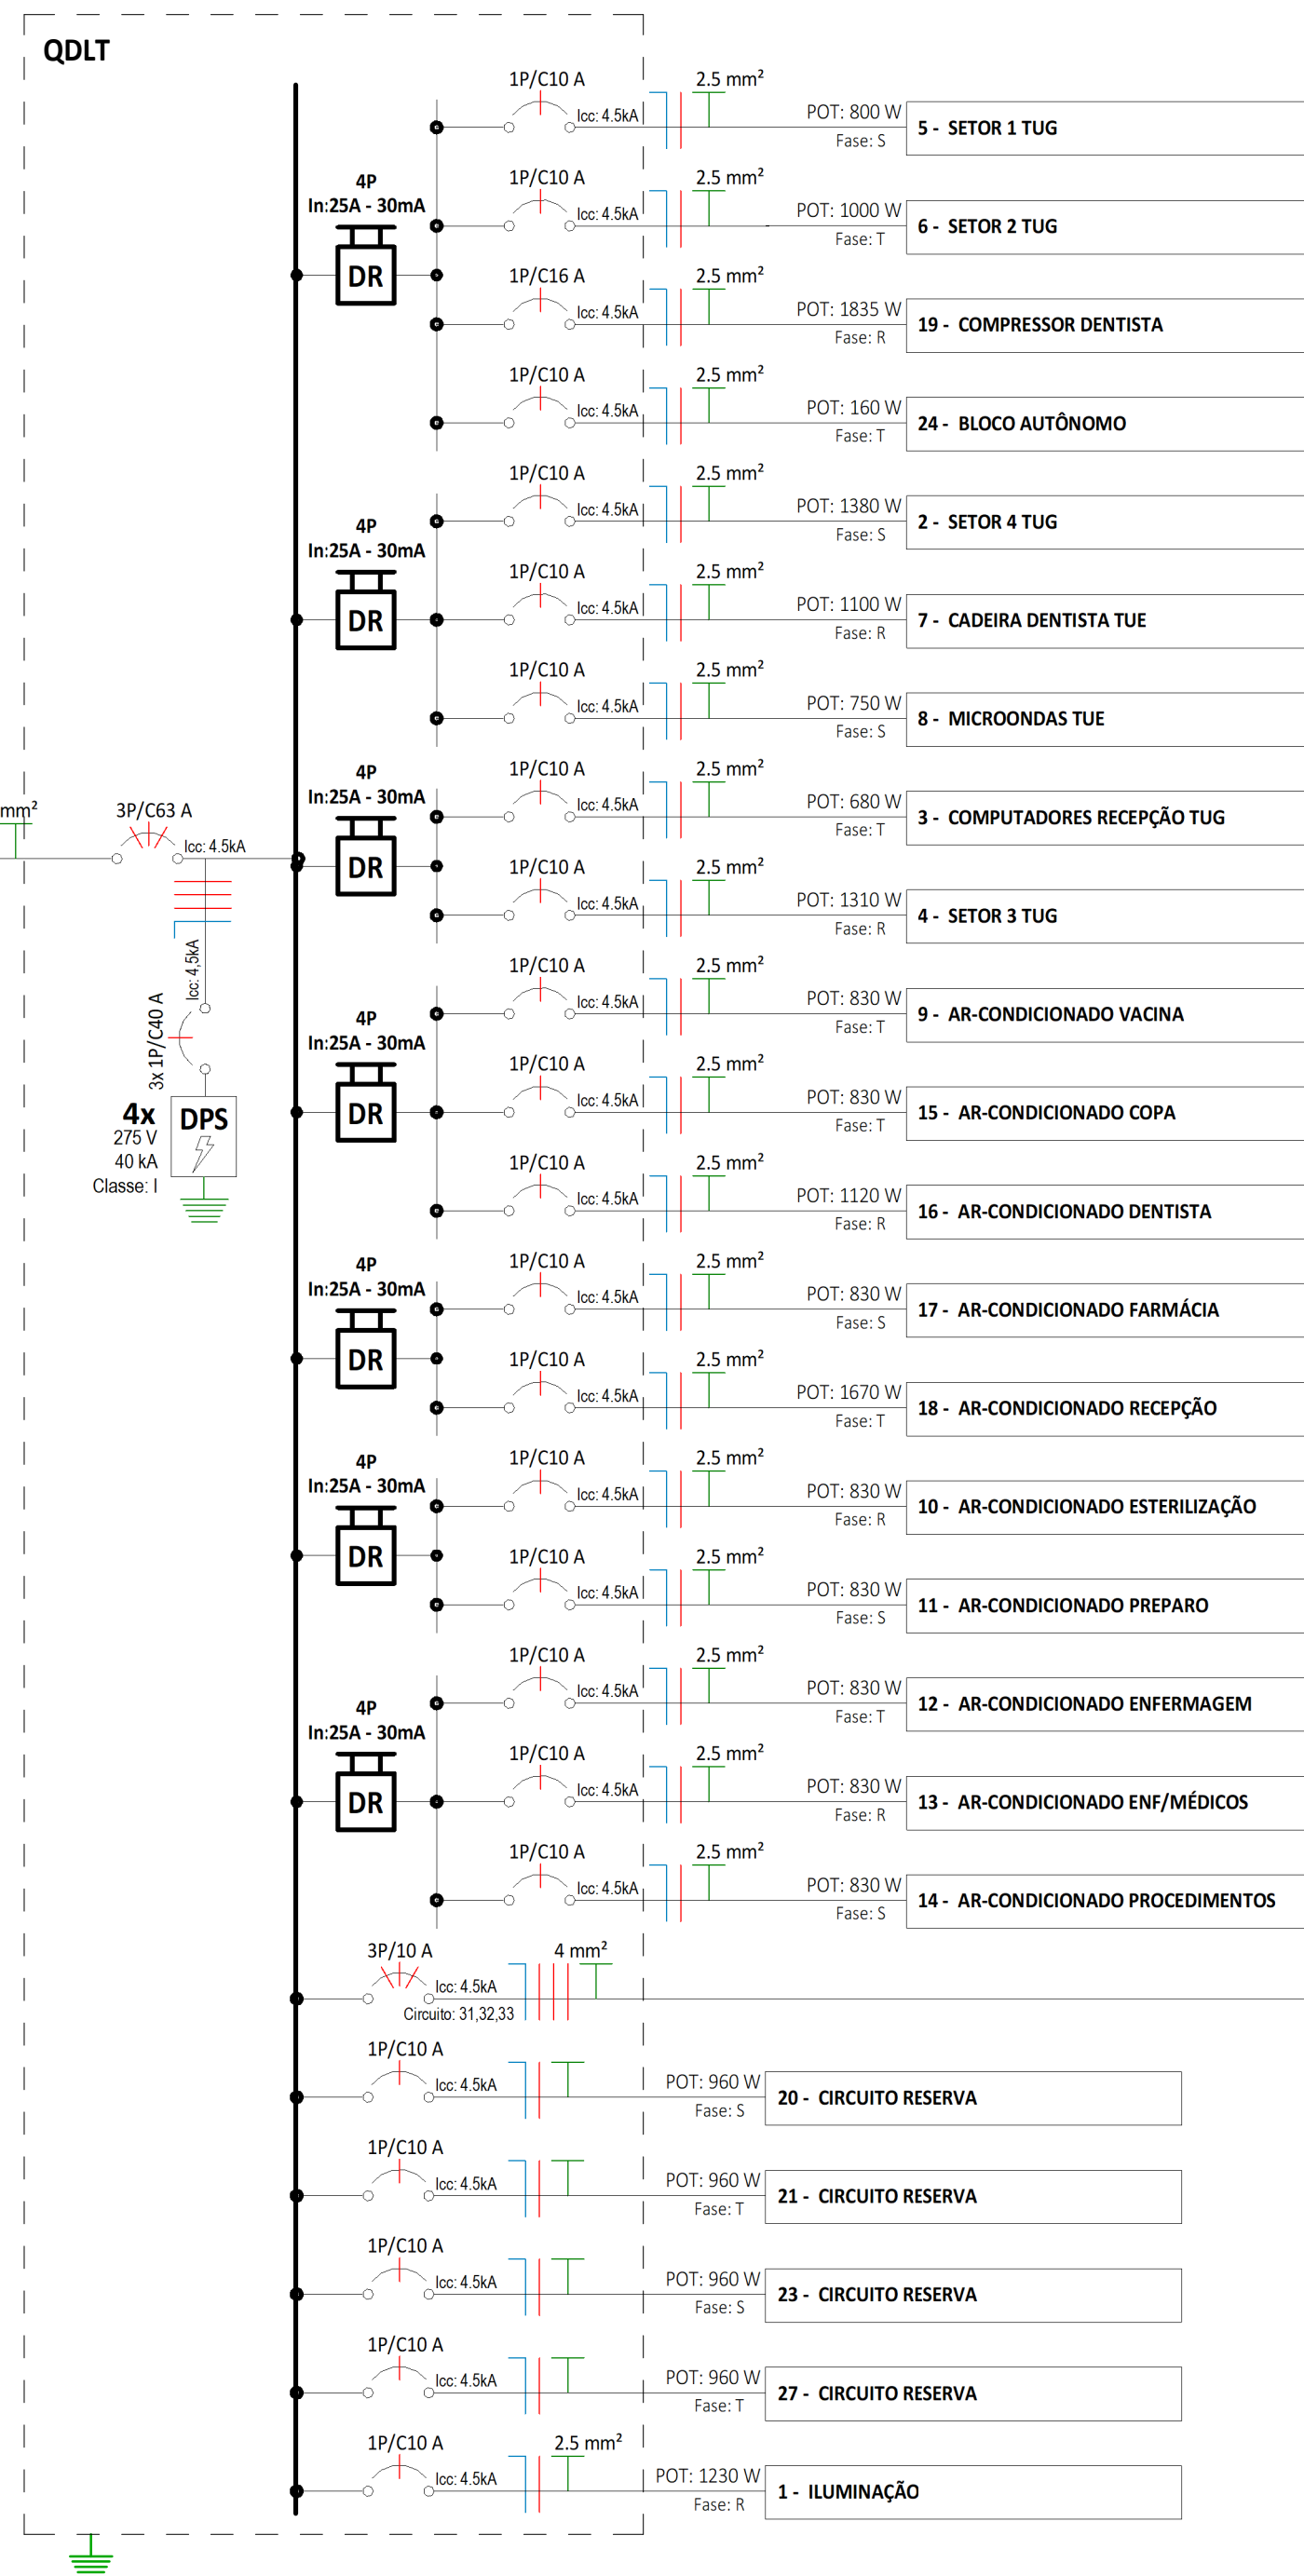 QDLT
1P/C10 A
Icc: 4.5kA
2.5 mm²
POT: 800 W
Fase: S
5 - SETOR 1 TUG
4P
In:25A - 30mA
DR
1P/C10 A
Icc: 4.5kA
2.5 mm²
POT: 1000 W
Fase: T
6 - SETOR 2 TUG
1P/C16 A
Icc: 4.5kA
2.5 mm²
POT: 1835 W
Fase: R
19 - COMPRESSOR DENTISTA
1P/C10 A
Icc: 4.5kA
2.5 mm²
POT: 160 W
Fase: T
24 - BLOCO AUTÔNOMO
1P/C10 A
Icc: 4.5kA
2.5 mm²
POT: 1380 W
Fase: S
2 - SETOR 4 TUG
4P
In:25A - 30mA
DR
1P/C10 A
Icc: 4.5kA
2.5 mm²
POT: 1100 W
Fase: R
7 - CADEIRA DENTISTA TUE
1P/C10 A
Icc: 4.5kA
2.5 mm²
POT: 750 W
Fase: S
8 - MICROONDAS TUE
4P
In:25A - 30mA
DR
1P/C10 A
Icc: 4.5kA
2.5 mm²
POT: 680 W
Fase: T
3 - COMPUTADORES RECEPÇÃO TUG
mm²
3P/C63 A
Icc: 4.5kA
1P/C10 A
Icc: 4.5kA
2.5 mm²
POT: 1310 W
Fase: R
4 - SETOR 3 TUG
Icc: 4,5kA
3x 1P/C40 A
4x
275 V
40 kA
Classe: I
DPS
1P/C10 A
Icc: 4.5kA
2.5 mm²
POT: 830 W
Fase: T
9 - AR-CONDICIONADO VACINA
4P
In:25A - 30mA
DR
1P/C10 A
Icc: 4.5kA
2.5 mm²
POT: 830 W
Fase: T
15 - AR-CONDICIONADO COPA
1P/C10 A
Icc: 4.5kA
2.5 mm²
POT: 1120 W
Fase: R
16 - AR-CONDICIONADO DENTISTA
4P
In:25A - 30mA
DR
1P/C10 A
Icc: 4.5kA
2.5 mm²
POT: 830 W
Fase: S
17 - AR-CONDICIONADO FARMÁCIA
1P/C10 A
Icc: 4.5kA
2.5 mm²
POT: 1670 W
Fase: T
18 - AR-CONDICIONADO RECEPÇÃO
4P
In:25A - 30mA
DR
1P/C10 A
Icc: 4.5kA
2.5 mm²
POT: 830 W
Fase: R
10 - AR-CONDICIONADO ESTERILIZAÇÃO
1P/C10 A
Icc: 4.5kA
2.5 mm²
POT: 830 W
Fase: S
11 - AR-CONDICIONADO PREPARO
1P/C10 A
Icc: 4.5kA
2.5 mm²
POT: 830 W
Fase: T
12 - AR-CONDICIONADO ENFERMAGEM
4P
In:25A - 30mA
DR
1P/C10 A
Icc: 4.5kA
2.5 mm²
POT: 830 W
Fase: R
13 - AR-CONDICIONADO ENF/MÉDICOS
1P/C10 A
Icc: 4.5kA
2.5 mm²
POT: 830 W
Fase: S
14 - AR-CONDICIONADO PROCEDIMENTOS
3P/10 A
Icc: 4.5kA
4 mm²
Circuito: 31,32,33
1P/C10 A
Icc: 4.5kA
POT: 960 W
Fase: S
20 - CIRCUITO RESERVA
1P/C10 A
Icc: 4.5kA
POT: 960 W
Fase: T
21 - CIRCUITO RESERVA
1P/C10 A
Icc: 4.5kA
POT: 960 W
Fase: S
23 - CIRCUITO RESERVA
1P/C10 A
Icc: 4.5kA
POT: 960 W
Fase: T
27 - CIRCUITO RESERVA
1P/C10 A
Icc: 4.5kA
2.5 mm²
POT: 1230 W
Fase: R
1 - ILUMINAÇÃO